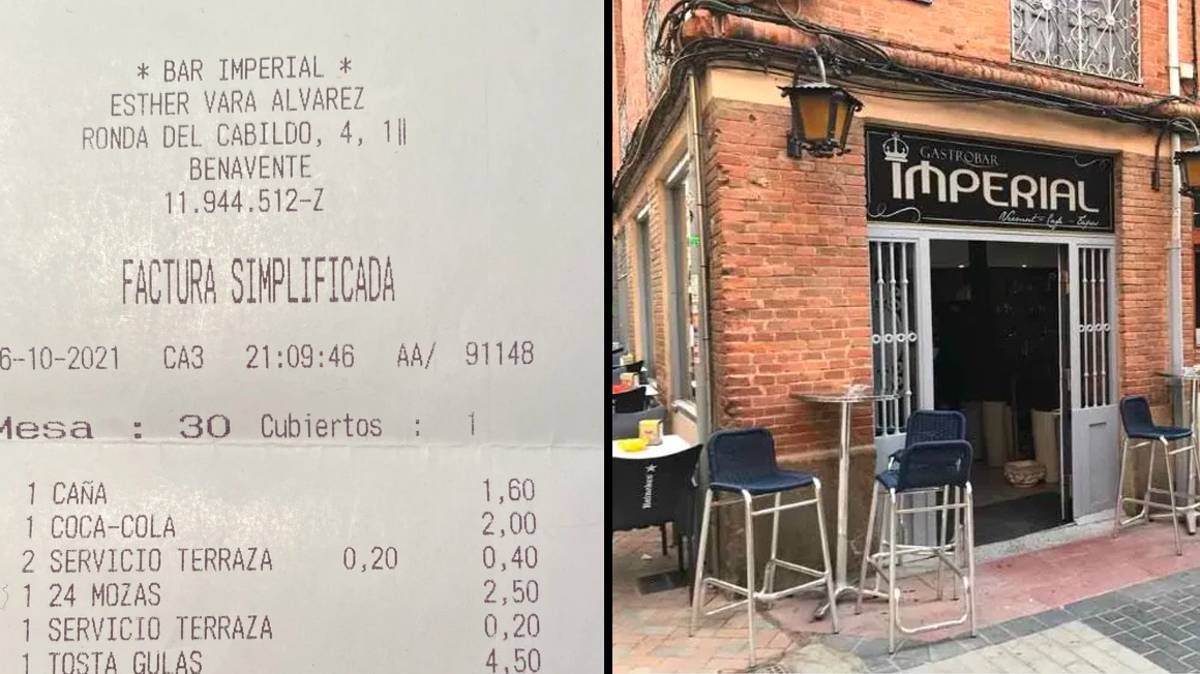 * BAR IMPERIAL *
ESTHER VARA ALVAREZ
RONDA DEL CABILDO, 4, 1||
BENAVENTE
11.944.512-Z
FACTURA SIMPLIFICADA
6-10-2021 CA3 21:09:46 AA/ 91148
Mesa : 30 Cubiertos : 1
1 CAÑA 1,60
1 COCA-COLA 2,00
2 SERVICIO TERRAZA 0,20 0,40
1 24 MOZAS 2,50
1 SERVICIO TERRAZA 0,20
1 TOSTA GULAS 4,50
GASTROBAR
IMPERIAL
Vermut - Cafe - Tapas
Heineken